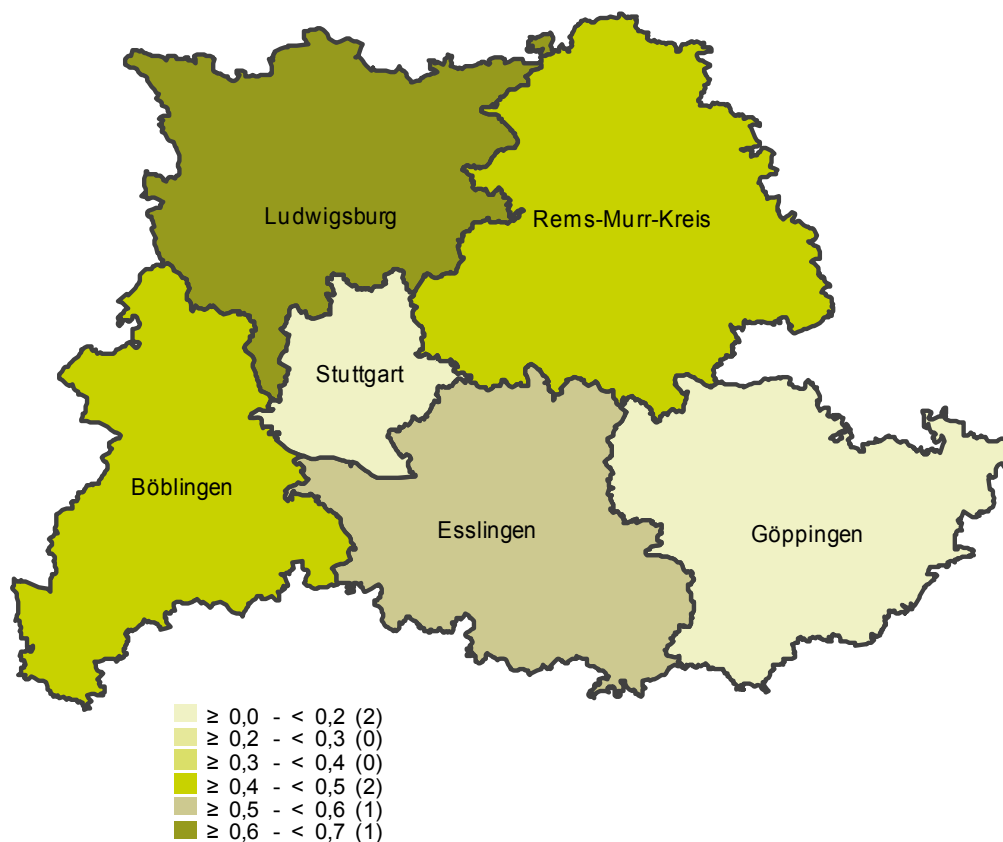 Ludwigsburg
Rems-Murr-Kreis
Stuttgart
Böblingen
Esslingen
Göppingen
≥ 0,0 - < 0,2 (2)
≥ 0,2 - < 0,3 (0)
≥ 0,3 - < 0,4 (0)
≥ 0,4 - < 0,5 (2)
≥ 0,5 - < 0,6 (1)
≥ 0,6 - < 0,7 (1)